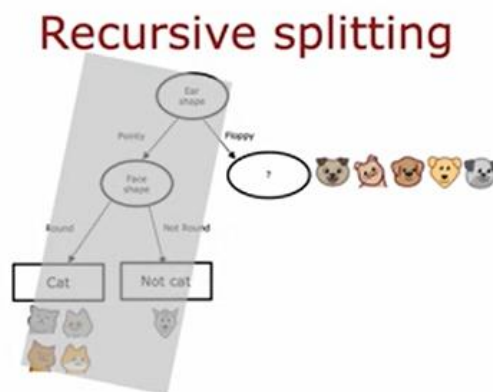 Recursive splitting
Ear
shape
Pointy
Floppy
Face
shape
?
Round
Not Round
Cat
Not cat